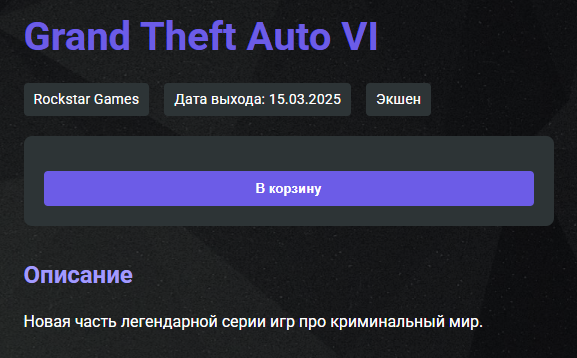 Grand Theft Auto VI
Rockstar Games Дата выхода: 15.03.2025 Экшен
В корзину
Описание
Новая часть легендарной серии игр про криминальный мир.